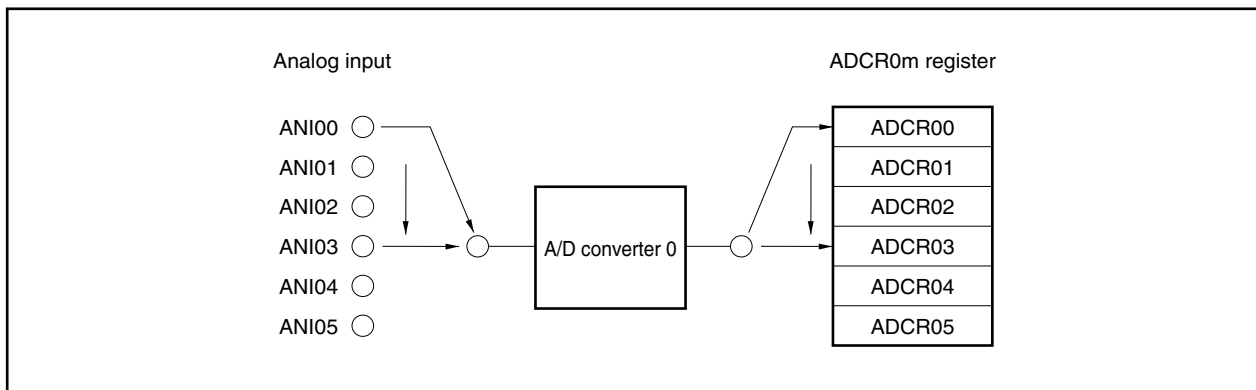 Analog input
ADCR0m register
ANI00
ANI01
ANI02
ANI03
ANI04
ANI05
A/D converter 0
ADCR00
ADCR01
ADCR02
ADCR03
ADCR04
ADCR05